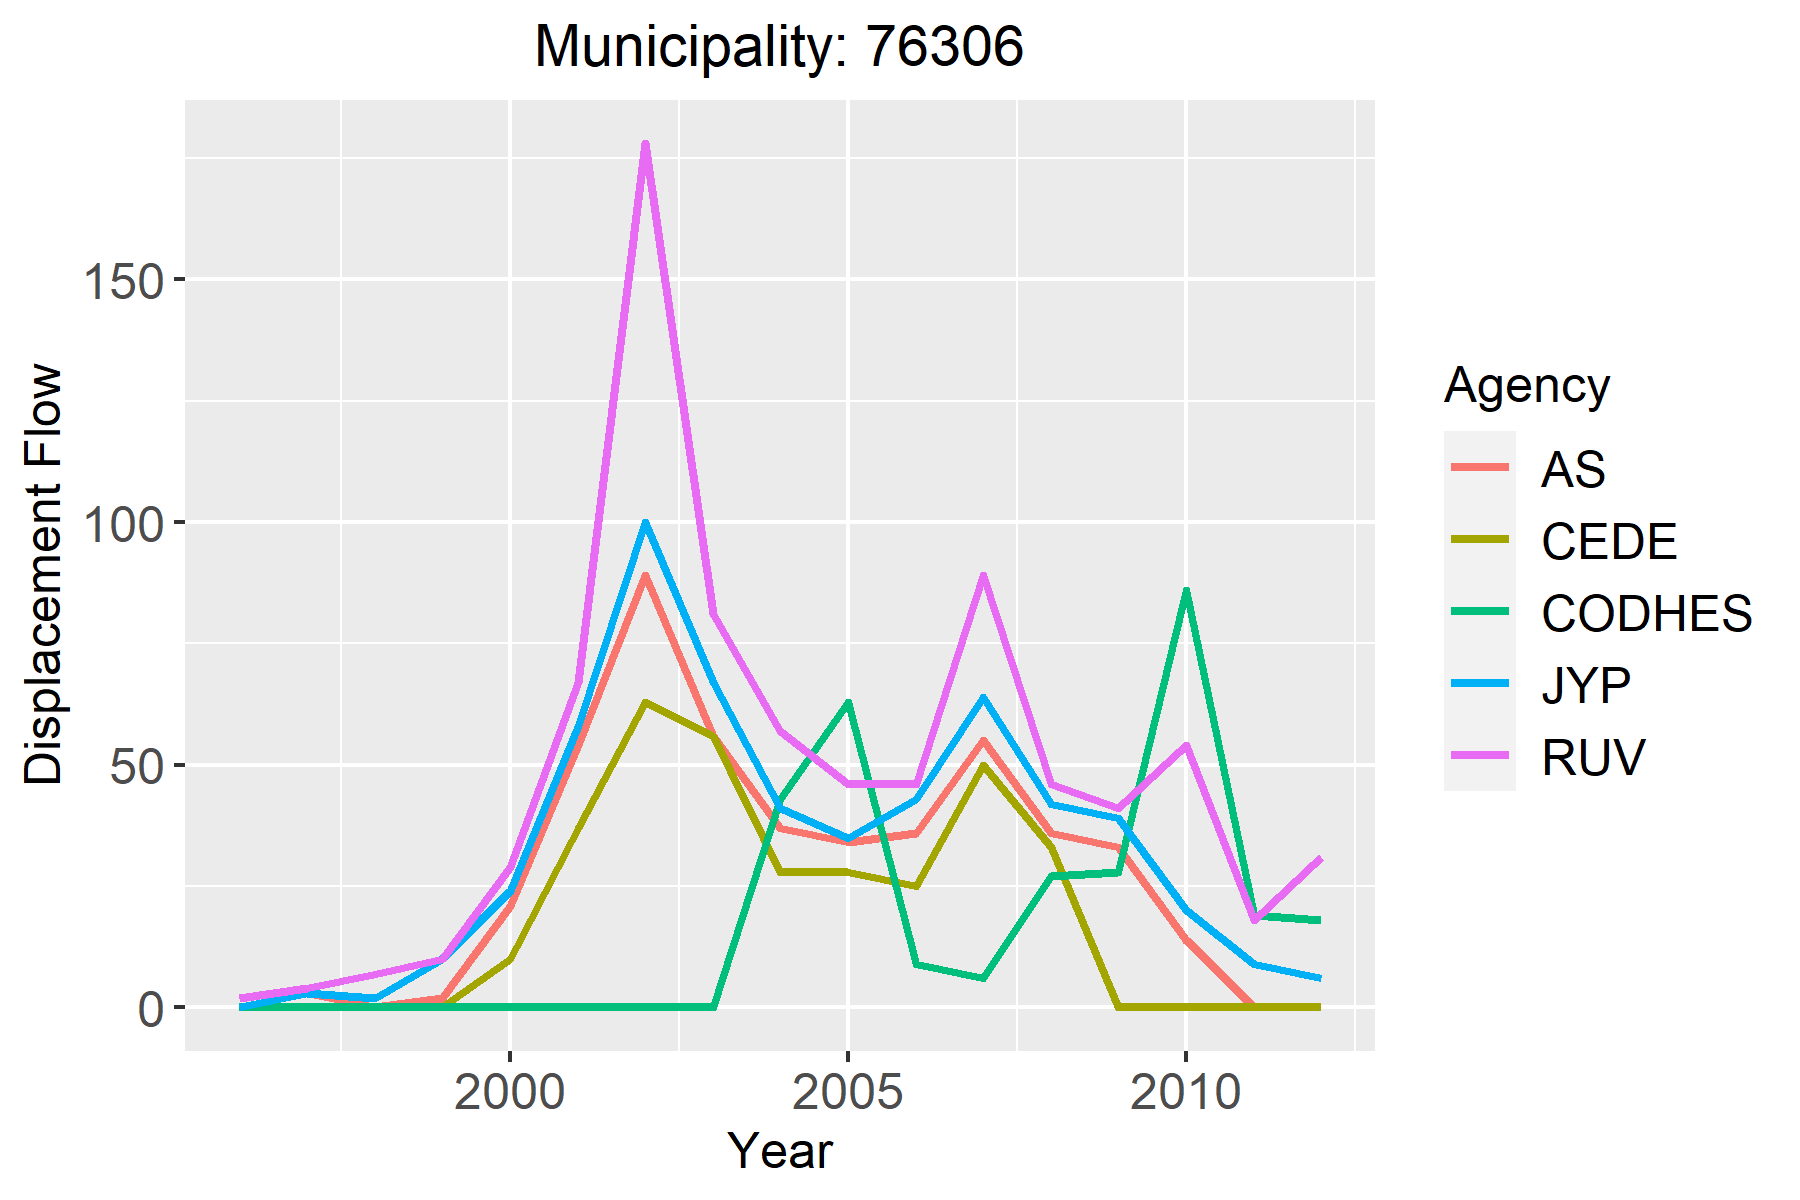 Municipality: 76306
Displacement Flow
150
100
50
0
2000 2005 2010
Year
Agency
AS
CEDE
CODHES
JYP
RUV